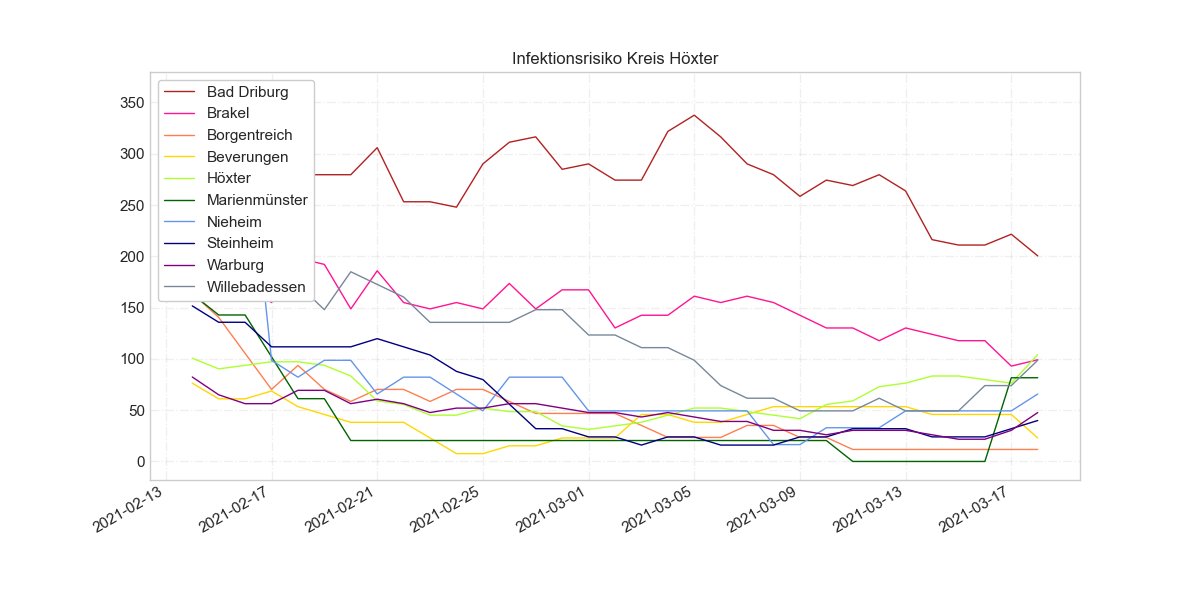 Infektionsrisiko Kreis Höxter
350
300
250
200
150
100
50
0
Bad Driburg
Brakel
Borgentreich
Beverungen
Höxter
Marienmünster
Nieheim
Steinheim
Warburg
Willebadessen
2021-02-13
2021-02-17
2021-02-21
2021-02-25
2021-03-01
2021-03-05
2021-03-09
2021-03-13
2021-03-17